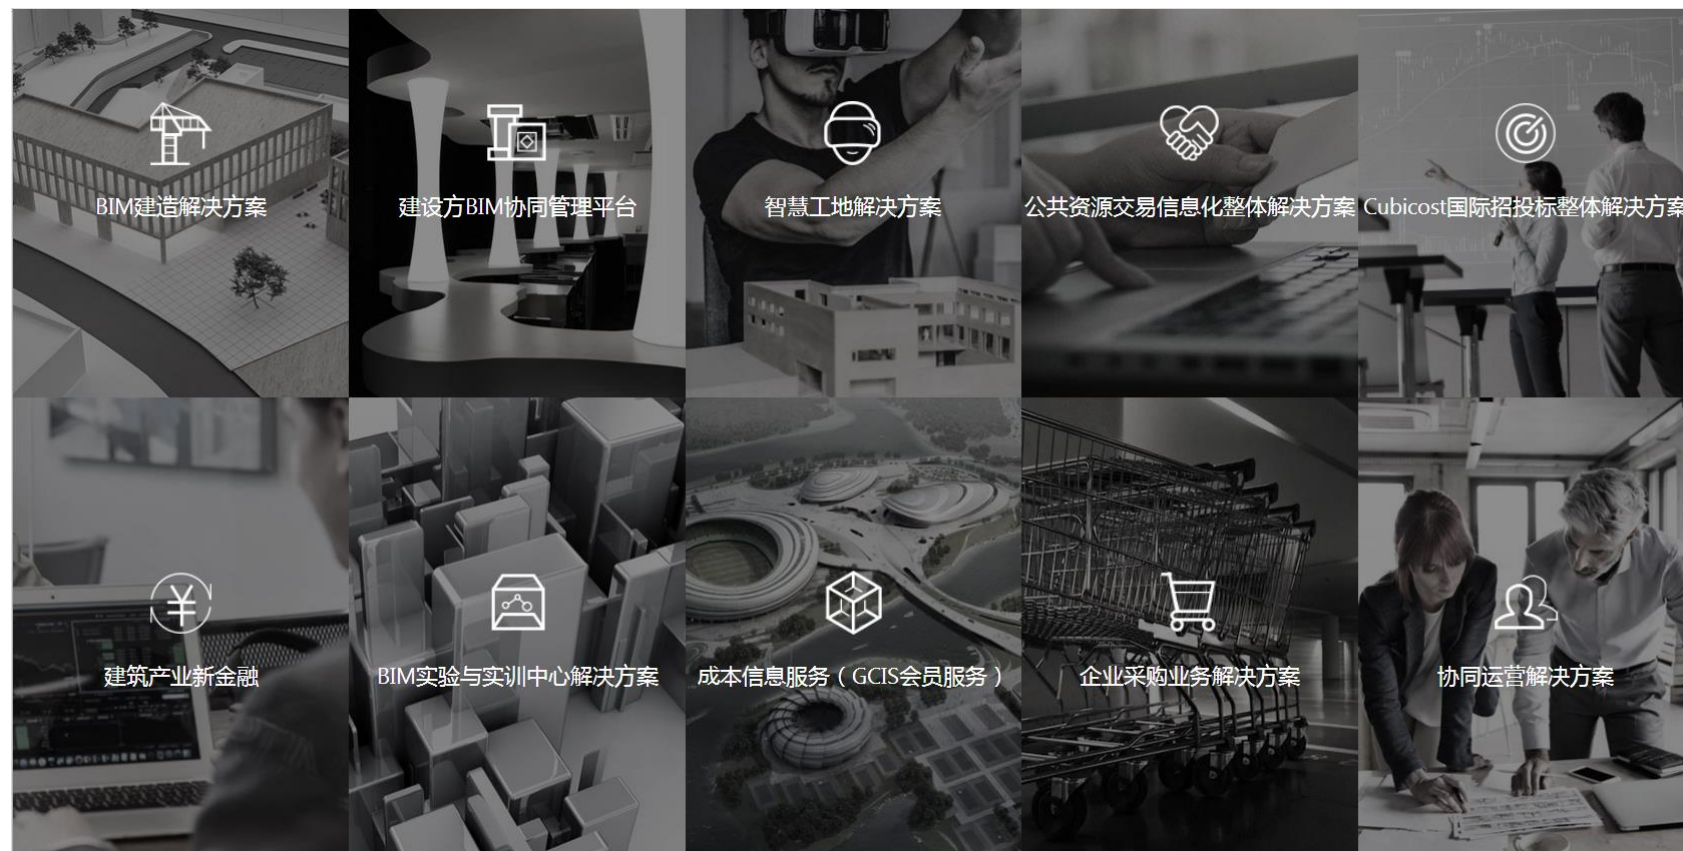 BIM建造解决方案
建设方BIM协同管理平台
智慧工地解决方案
公共资源交易信息化整体解决方案
Cubicost国际招投标整体解决方案
建筑产业新金融
BIM实验与实训中心解决方案
成本信息服务（GCIS会员服务）
企业采购业务解决方案
协同运营解决方案